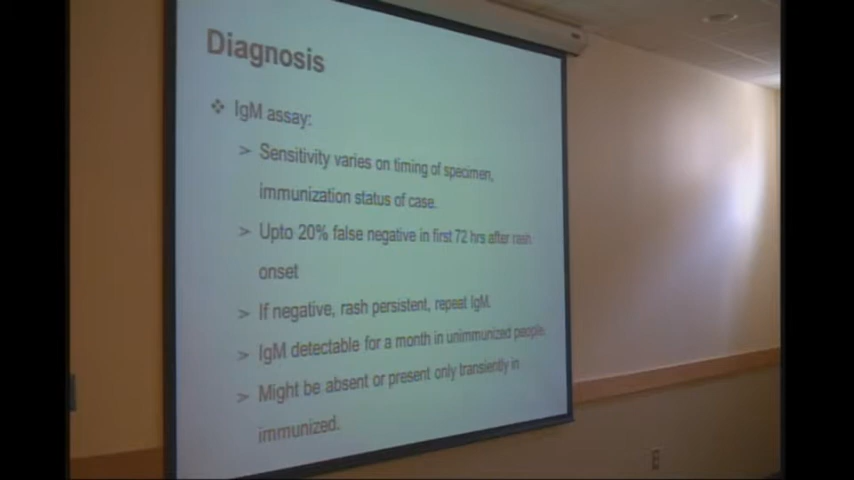 Diagnosis
❖ IgM assay:
➢ Sensitivity varies on timing of specimen,
immunization status of case.
➢ Upto 20% false negative in first 72 hrs after rash
onset
➢ If negative, rash persistent, repeat IgM.
➢ IgM detectable for a month in unimmunized people.
➢ Might be absent or present only transiently in
immunized.